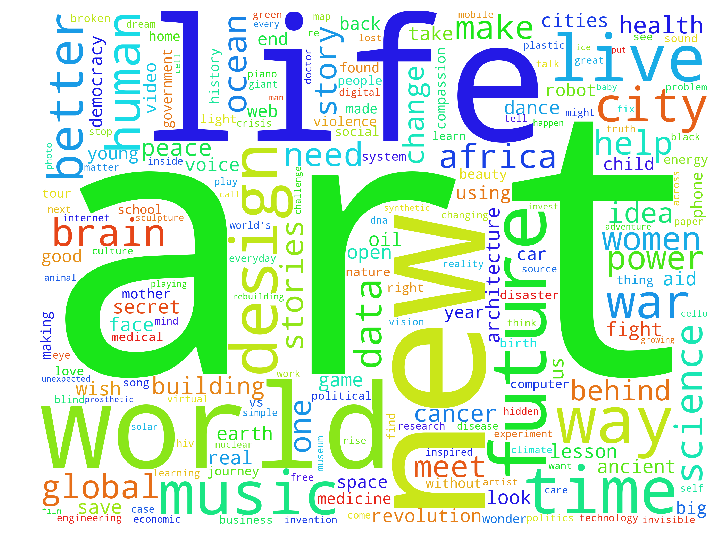 broken
dream
green
map
mobile
talk
ice
put
see
sound
home
every
re
back
take
make
cities
health
better
human
life
live
city
democracy
video
government
history
ocean
end
story
found
people
digital
made
violence
social
change
compassion
learn
plastic
great
robot
baby
fix
problem
dance
tell
might
happen
truth
black
web
crisis
light
piano
giant
man
lost
doctor
cell
stop
young
matter
photo
peace
voice
inside
need
system
africa
help
child
energy
tour
play
call
beauty
using
idea
phone
across
next
internet
school
sculpture
world's
challenge
synthetic
dna
changing
invest
adventure
paper
brain
art
design
stories
open
oil
nature
reality
architecture
car
source
women
power
good
culture
everyday
animal
playing
mother
mind
secret
face
medical
rebuilding
data
right
vision
year
new
future
disaster
think
birth
thing
aid
war
fight
growing
cello
making
eye
love
unexpected
blind
prosthetic
wish
song
building
virtual
work
vs
simple
game
political
computer
us
behind
science
world
solar
hiv
earth
real
nuclear
journey
one
museum
rise
find
cancer
research
disease
hidden
experiment
climate
way
lesson
ancient
want
global
learning
music
free
space
medicine
meet
inspired
without
artist
look
time
care
self
save
film
case
engineering
economic
business
invention
come
revolution
wonder
politics
technology
invisible
big